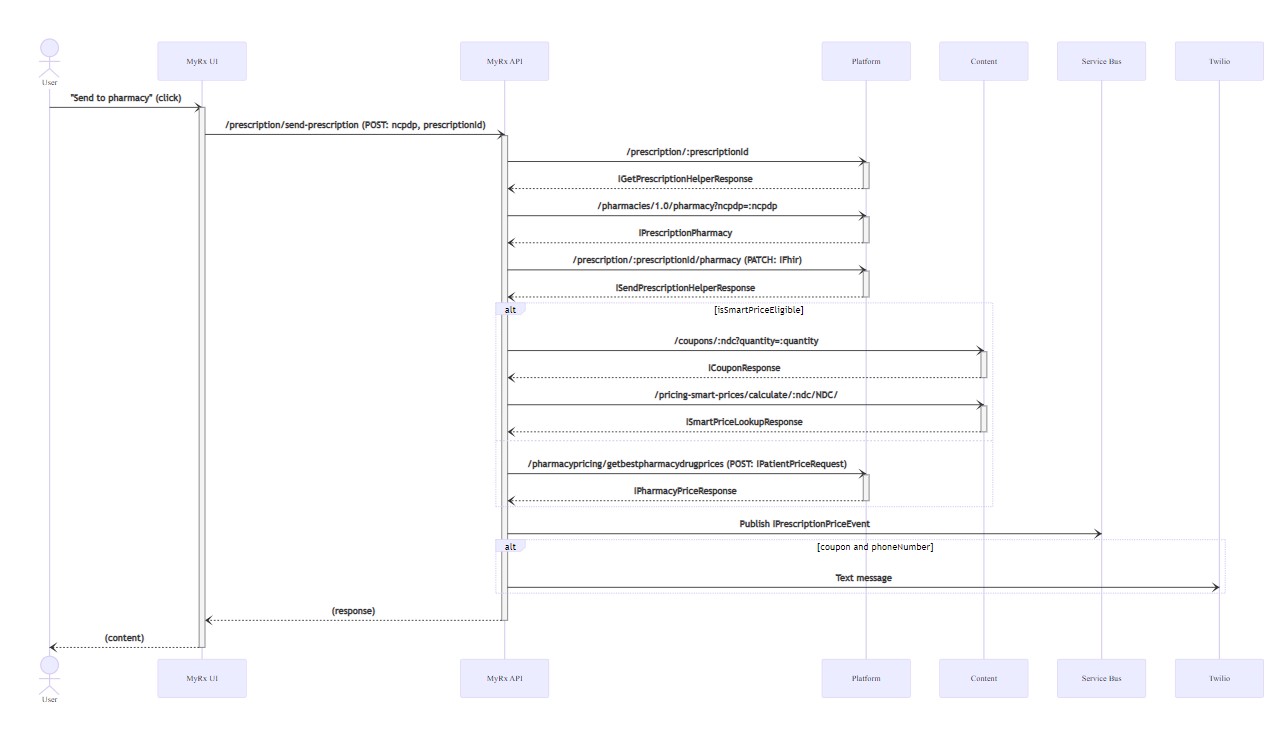 User
MyRx UI
MyRx API
Platform
Content
Service Bus
Twilio
"Send to pharmacy" (click)
/prescription/send-prescription (POST: ncpdp, prescriptionId)
/prescription/:prescriptionId
IGetPrescriptionHelperResponse
/pharmacies/1.0/pharmacy?ncpdp=:ncpdp
IPrescriptionPharmacy
/prescription/:prescriptionId/pharmacy (PATCH: IFhir)
ISendPrescriptionHelperResponse
alt
[isSmartPriceEligible]
/coupons/:ndc?quantity=:quantity
ICouponResponse
/pricing-smart-prices/calculate/:ndc/NDC/
ISmartPriceLookupResponse
/pharmacypricing/getbestpharmacydrugprices (POST: IPatientPriceRequest)
IPharmacyPriceResponse
Publish IPrescriptionPriceEvent
alt
[coupon and phoneNumber]
Text message
(response)
(content)
User
MyRx UI
MyRx API
Platform
Content
Service Bus
Twilio